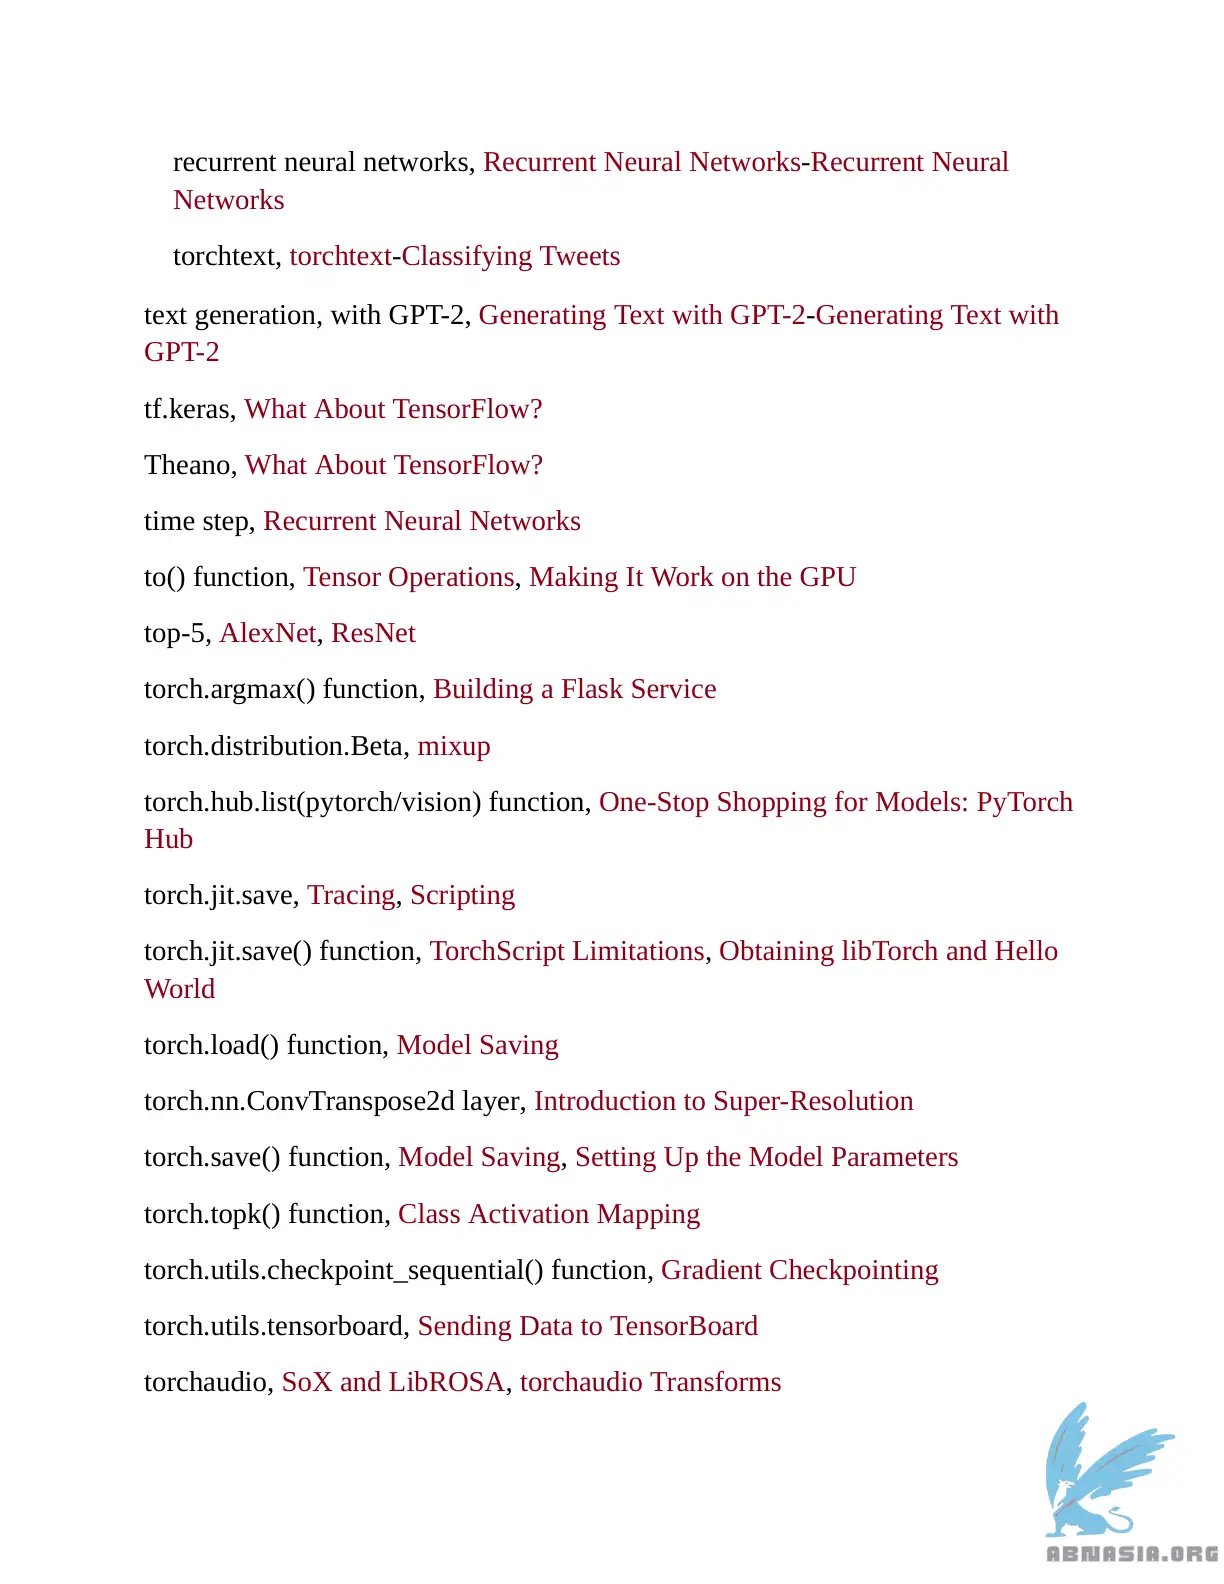 recurrent neural networks, Recurrent Neural Networks-Recurrent Neural
Networks
torchtext, torchtext-Classifying Tweets
text generation, with GPT-2, Generating Text with GPT-2-Generating Text with
GPT-2
tf.keras, What About TensorFlow?
Theano, What About TensorFlow?
time step, Recurrent Neural Networks
to() function, Tensor Operations, Making It Work on the GPU
top-5, AlexNet, ResNet
torch.argmax() function, Building a Flask Service
torch.distribution.Beta, mixup
torch.hub.list(pytorch/vision) function, One-Stop Shopping for Models: PyTorch
Hub
torch.jit.save, Tracing, Scripting
torch.jit.save() function, TorchScript Limitations, Obtaining libTorch and Hello
World
torch.load() function, Model Saving
torch.nn.ConvTranspose2d layer, Introduction to Super-Resolution
torch.save() function, Model Saving, Setting Up the Model Parameters
torch.topk() function, Class Activation Mapping
torch.utils.checkpoint_sequential() function, Gradient Checkpointing
torch.utils.tensorboard, Sending Data to TensorBoard
torchaudio, SoX and LibROSA, torchaudio Transforms
ABNASIA.ORG